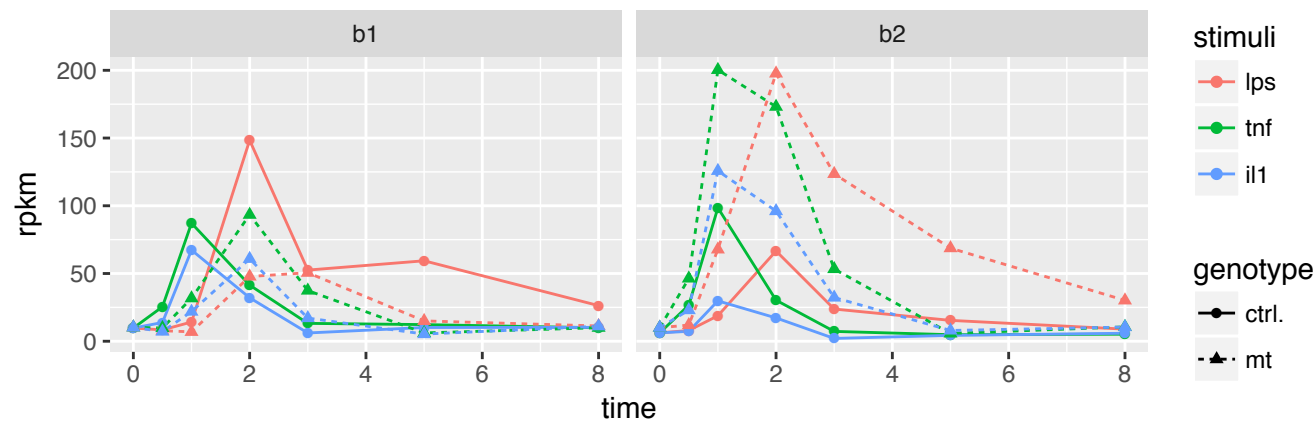 b1
b2
rpkm
200
150
100
50
0
0 2 4 6 8
0 2 4 6 8
time
stimuli
lps
tnf
il1
genotype
ctrl.
mt